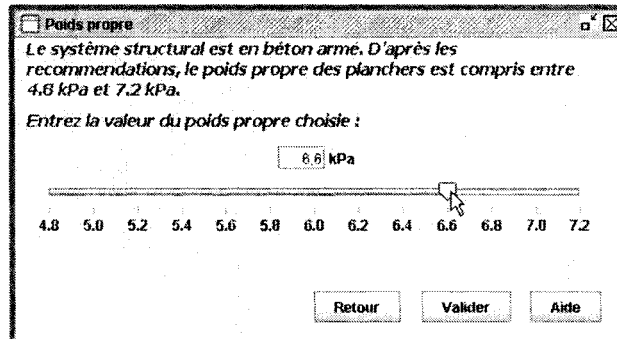 Poids propre
Le système structural est en béton armé. D'après les
recommendations, le poids propre des planchers est compris entre
4.8 kPa et 7.2 kPa.
Entrez la valeur du poids propre choisie :
6,6 kPa
4.8 5.0 5.2 5.4 5.6 5.8 6.0 6.2 6.4 6.6 6.8 7.0 7.2
Retour Valider Aide